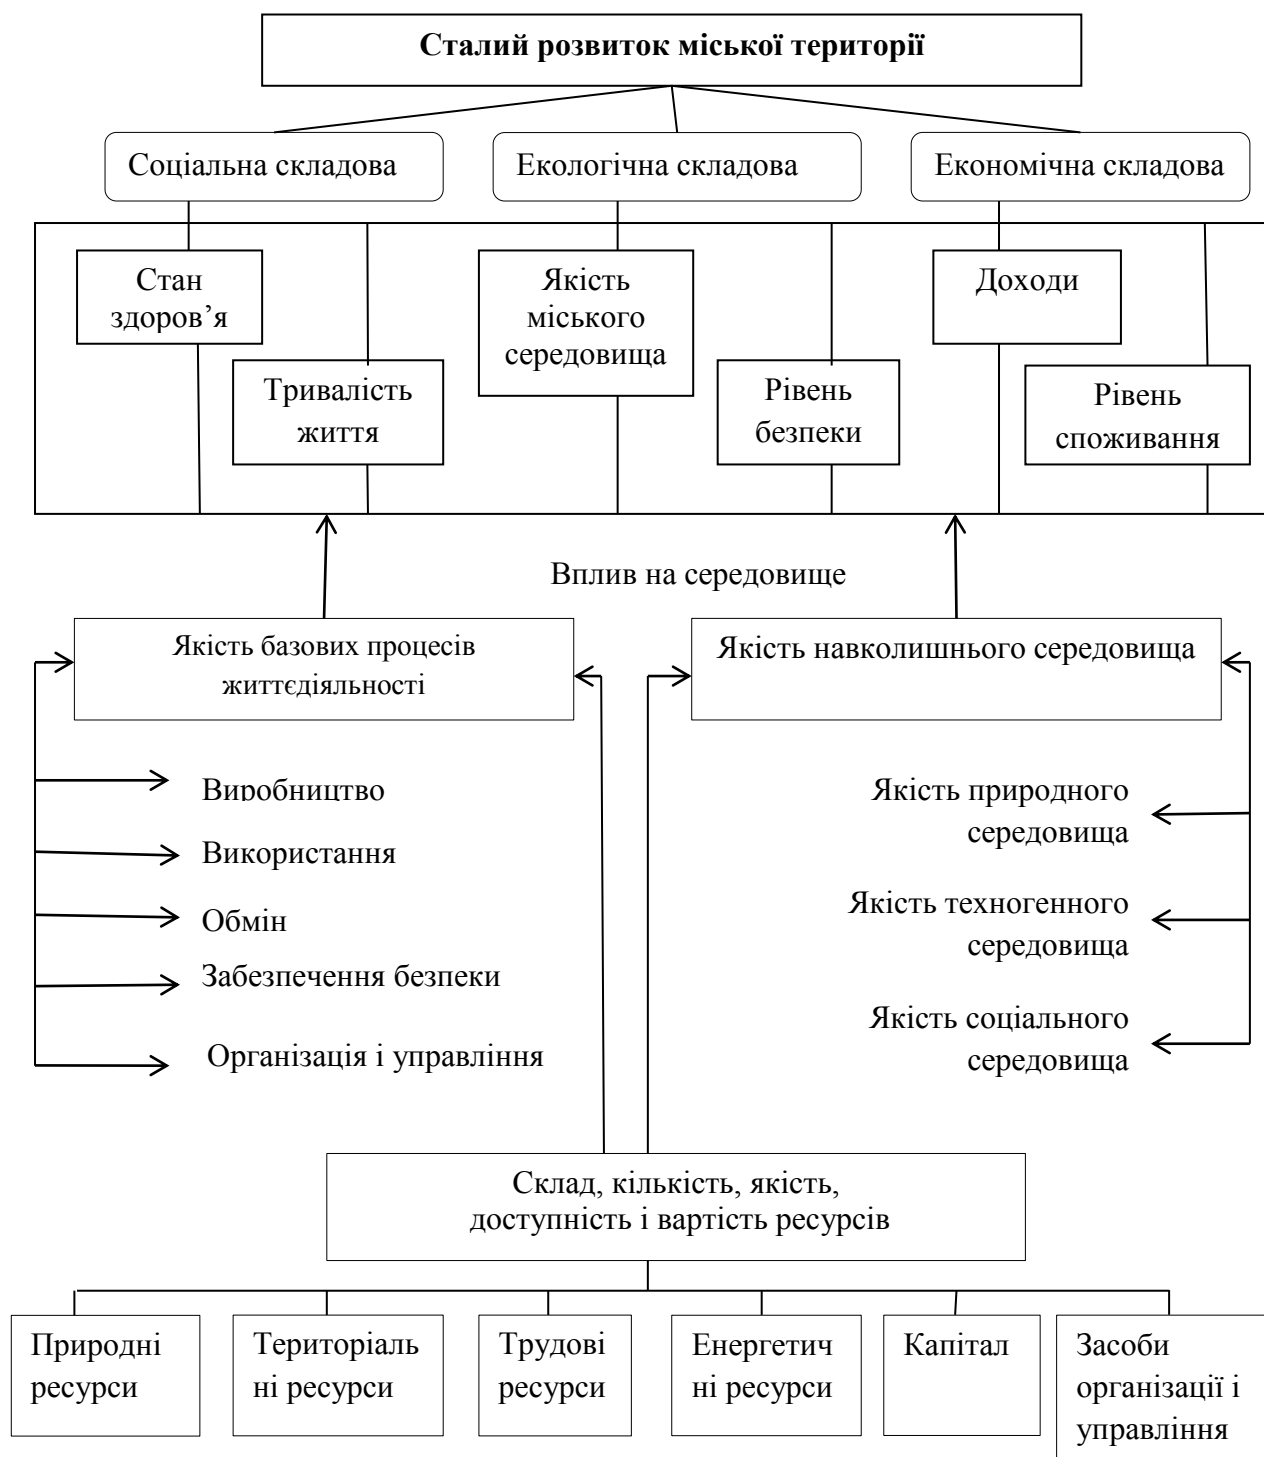 Сталий розвиток міської території
Соціальна складова
Екологічна складова
Економічна складова
Стан
здоров’я
Якість
міського
середовища
Доходи
Тривалість
життя
Рівень
безпеки
Рівень
споживання
Вплив на середовище
Якість базових процесів
життєдіяльності
Якість навколишнього середовища
Виробництво
Використання
Обмін
Забезпечення безпеки
Організація і управління
Якість природного
середовища
Якість техногенного
середовища
Якість соціального
середовища
Склад, кількість, якість,
доступність і вартість ресурсів
Природні
ресурси
Територіаль
ні ресурси
Трудові
ресурси
Енергетич
ні ресурси
Капітал
Засоби
організації і
управління